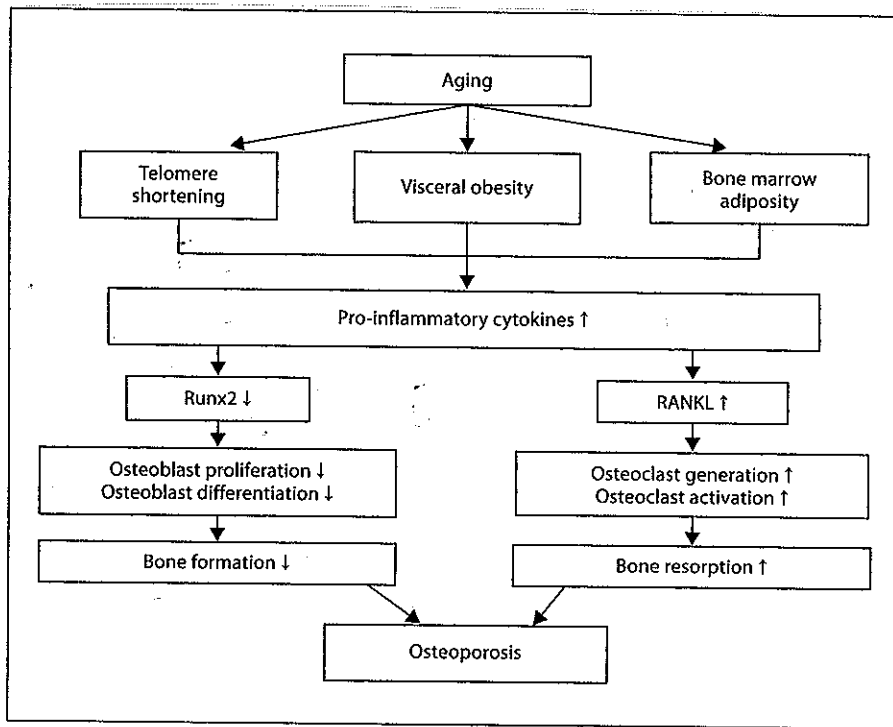 Aging
Telomere
shortening
Visceral obesity
Bone marrow
adiposity
Pro-inflammatory cytokines ↑
Runx2 ↓
RANKL ↑
Osteoblast proliferation ↓
Osteoblast differentiation ↓
Osteoclast generation ↑
Osteoclast activation ↑
Bone formation ↓
Bone resorption ↑
Osteoporosis